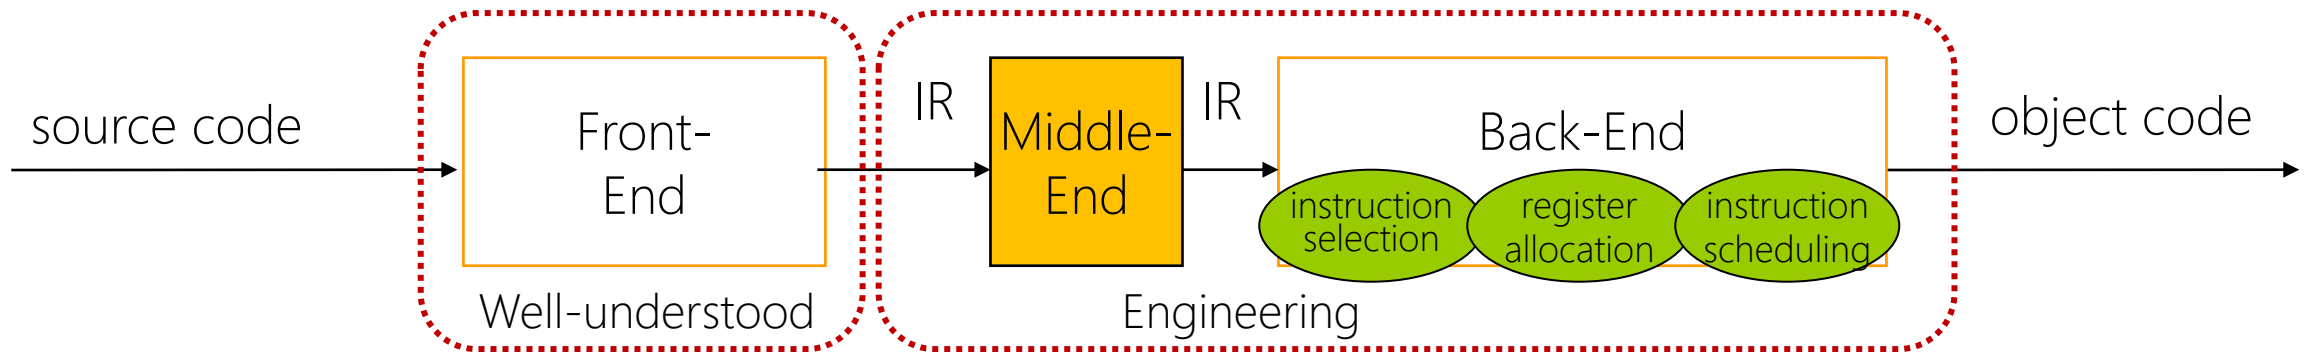 source code
Front-
End
Well-understood
IR
Middle-
End
IR
Back-End
instruction
selection
register
allocation
instruction
scheduling
Engineering
object code